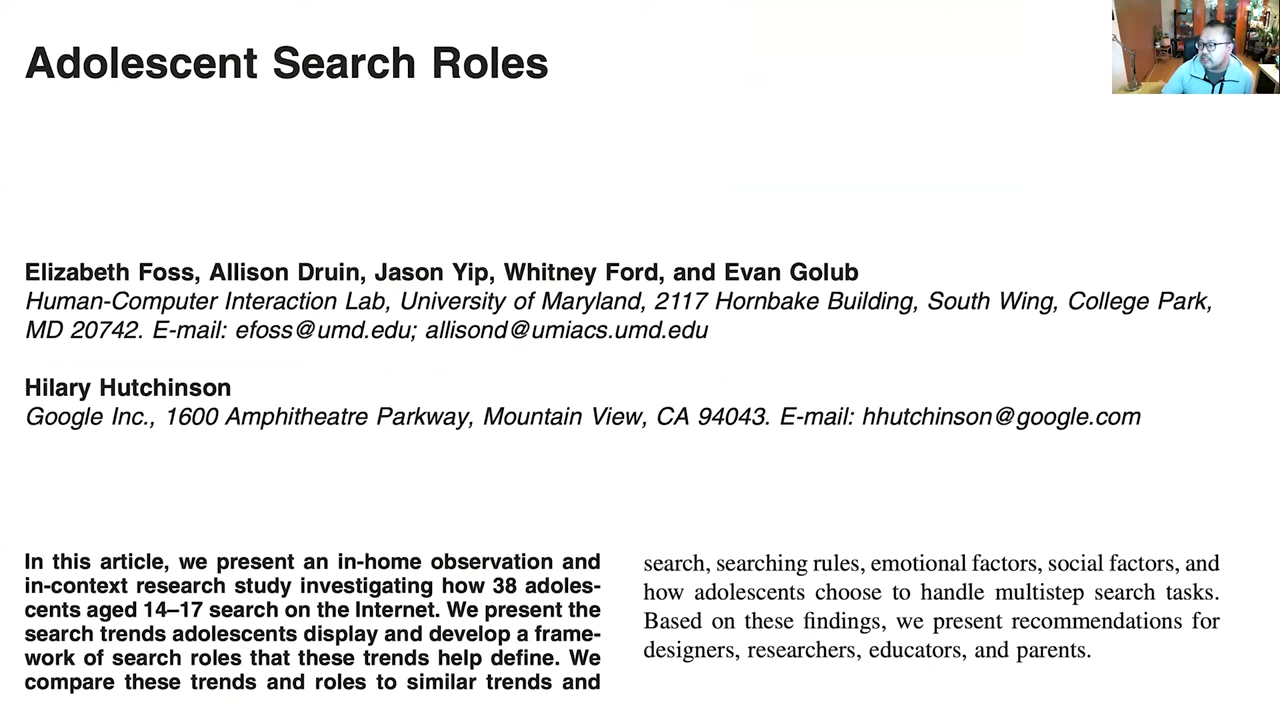 Adolescent Search Roles
Elizabeth Foss, Allison Druin, Jason Yip, Whitney Ford, and Evan Golub
Human-Computer Interaction Lab, University of Maryland, 2117 Hornbake Building, South Wing, College Park,
MD 20742. E-mail: efoss@umd.edu; allisond@umiacs.umd.edu
Hilary Hutchinson
Google Inc., 1600 Amphitheatre Parkway, Mountain View, CA 94043. E-mail: hhutchinson@google.com
In this article, we present an in-home observation and
in-context research study investigating how 38 adoles-
cents aged 14–17 search on the Internet. We present the
search trends adolescents display and develop a frame-
work of search roles that these trends help define. We
compare these trends and roles to similar trends and
search, searching rules, emotional factors, social factors, and
how adolescents choose to handle multistep search tasks.
Based on these findings, we present recommendations for
designers, researchers, educators, and parents.